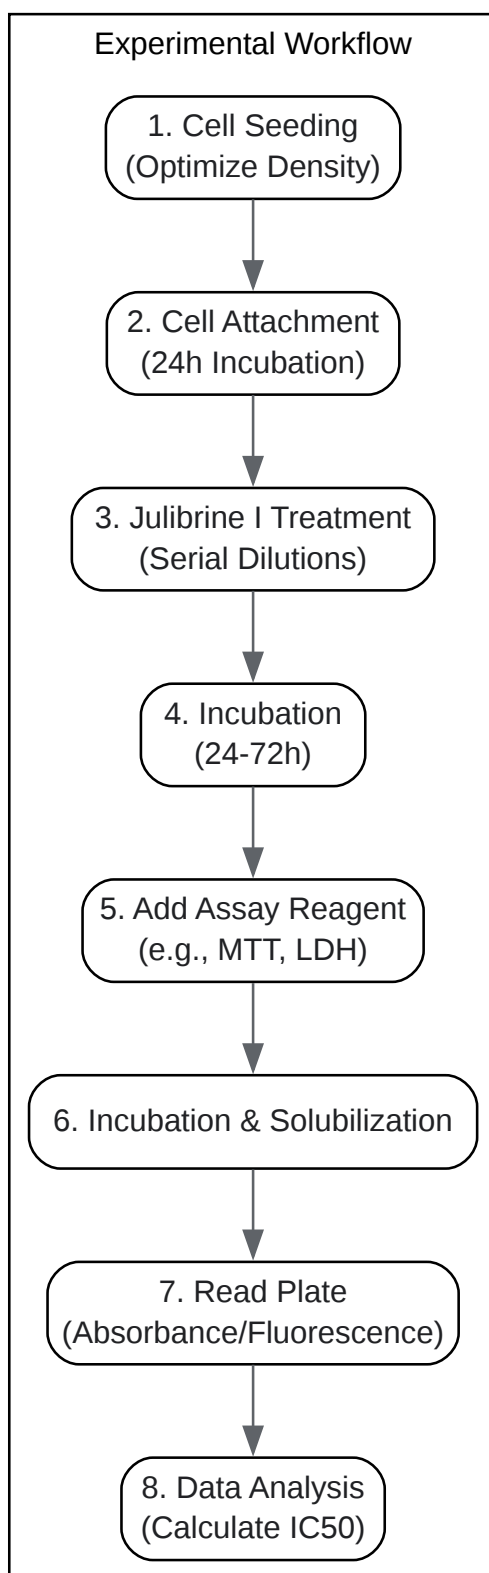 Experimental Workflow
1. Cell Seeding
(Optimize Density)
2. Cell Attachment
(24h Incubation)
3. Julibrine I Treatment
(Serial Dilutions)
4. Incubation
(24-72h)
5. Add Assay Reagent
(e.g., MTT, LDH)
6. Incubation & Solubilization
7. Read Plate
(Absorbance/Fluorescence)
8. Data Analysis
(Calculate IC50)